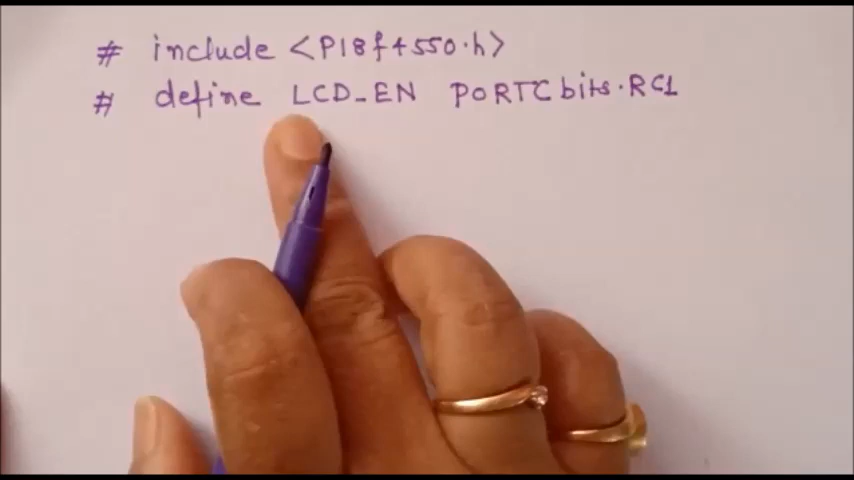 # include <P18f4550.h>
# define LCD_EN PORTCbits.RC1